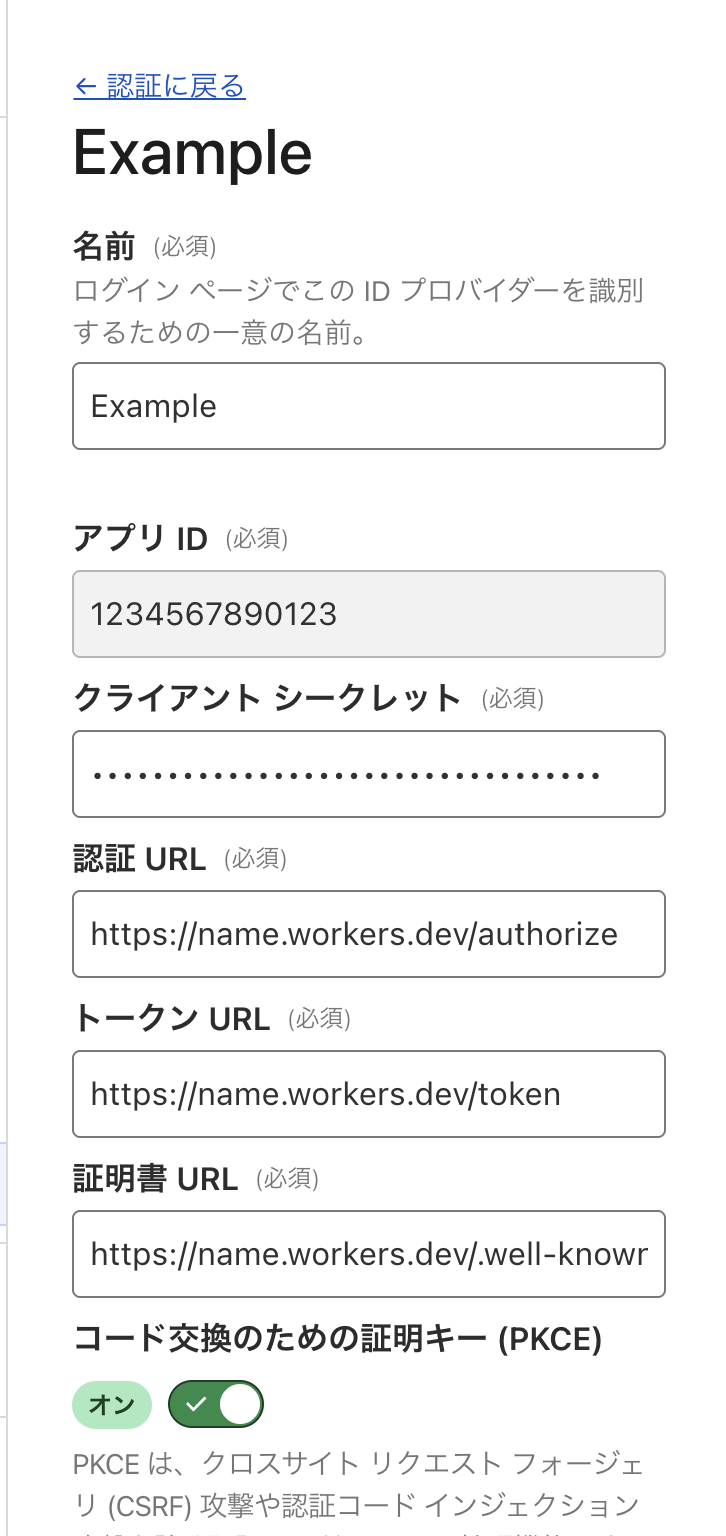 ← 認証に戻る
Example
名前 (必須)
ログイン ページでこの ID プロバイダーを識別
するための一意の名前。
Example
アプリ ID (必須)
1234567890123
クライアント シークレット (必須)
••••••••••••••••••••••••••••••••••
認証 URL (必須)
https://name.workers.dev/authorize
トークン URL (必須)
https://name.workers.dev/token
証明書 URL (必須)
https://name.workers.dev/.well-known
コード交換のための証明キー (PKCE)
オン
PKCE は、クロスサイト リクエスト フォージェ
リ (CSRF) 攻撃や認証コード インジェクション